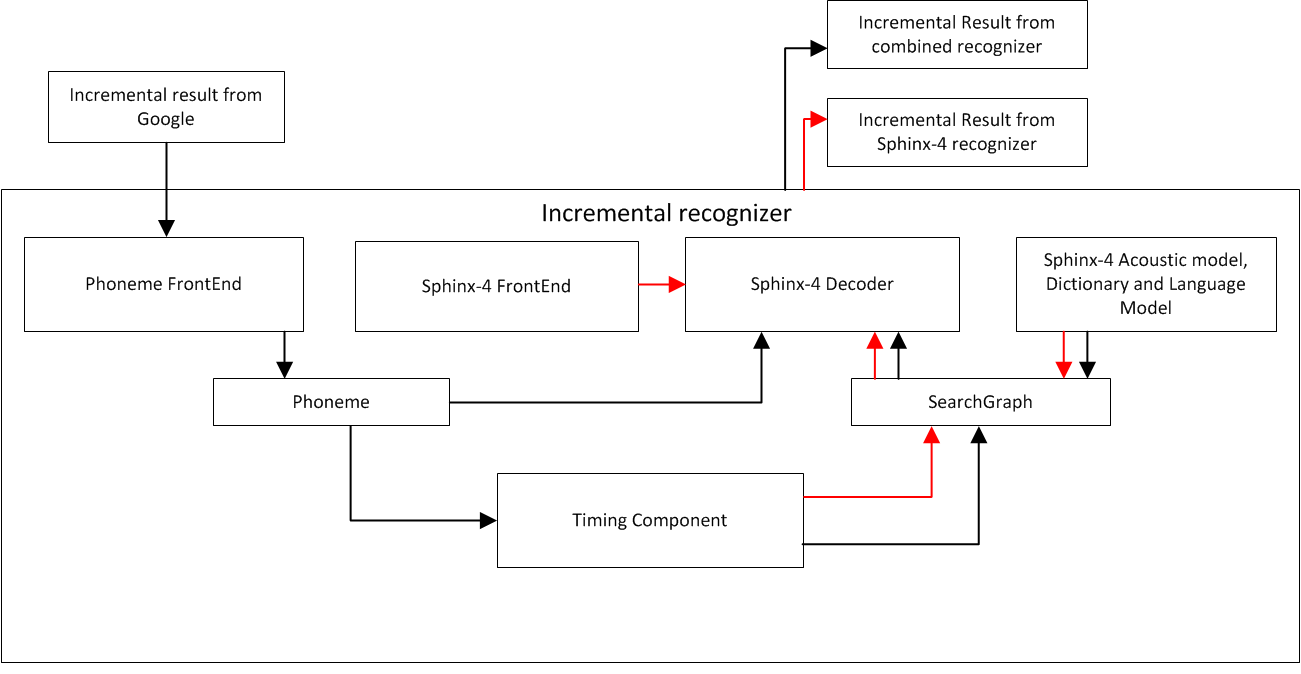 Incremental Result from
combined recognizer
Incremental result from
Google
Incremental Result from
Sphinx-4 recognizer
Incremental recognizer
Phoneme FrontEnd
Sphinx-4 FrontEnd
Sphinx-4 Decoder
Sphinx-4 Acoustic model,
Dictionary and Language
Model
Phoneme
SearchGraph
Timing Component